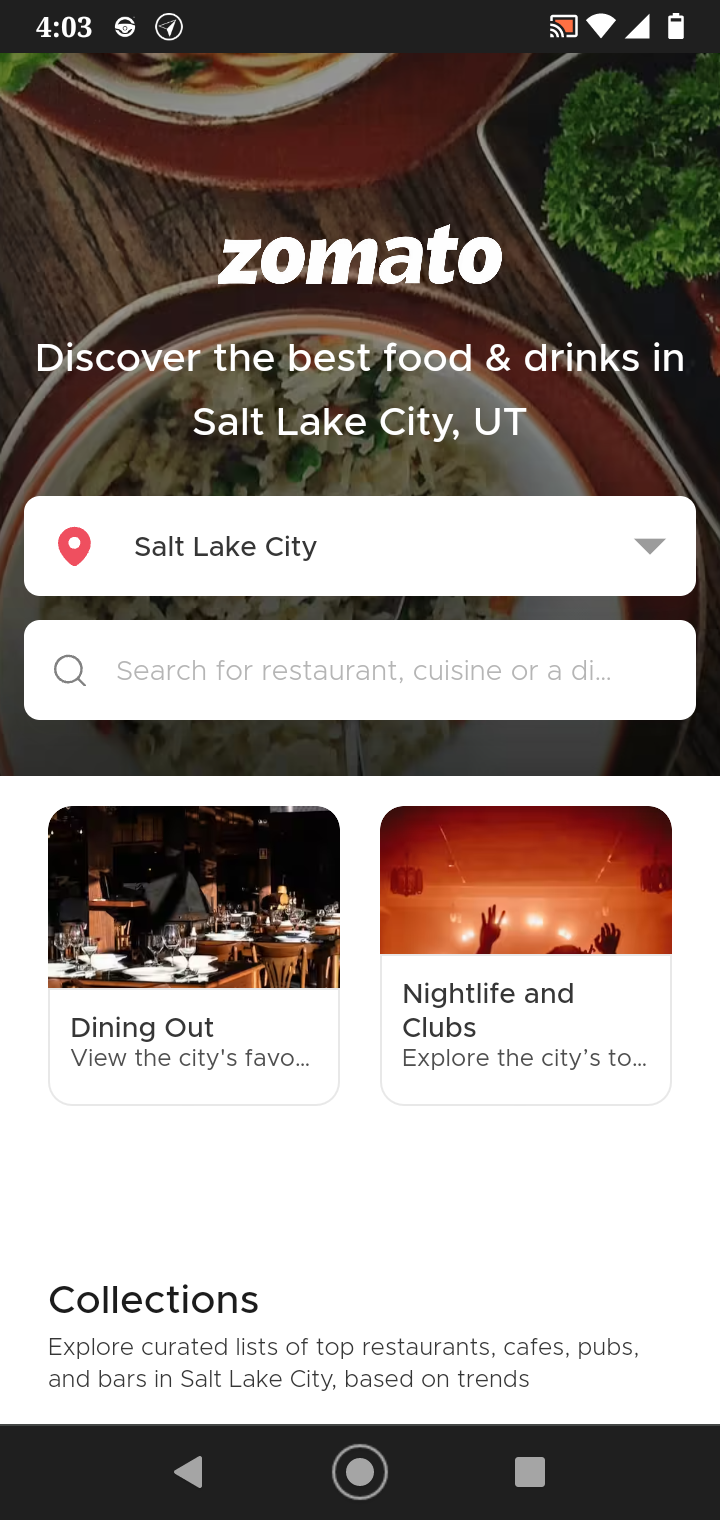 4:03
zomato
Discover the best food & drinks in
Salt Lake City, UT
Salt Lake City
Search for restaurant, cuisine or a di...
Dining Out
View the city's favo...
Nightlife and
Clubs
Explore the city’s to...
Collections
Explore curated lists of top restaurants, cafes, pubs,
and bars in Salt Lake City, based on trends